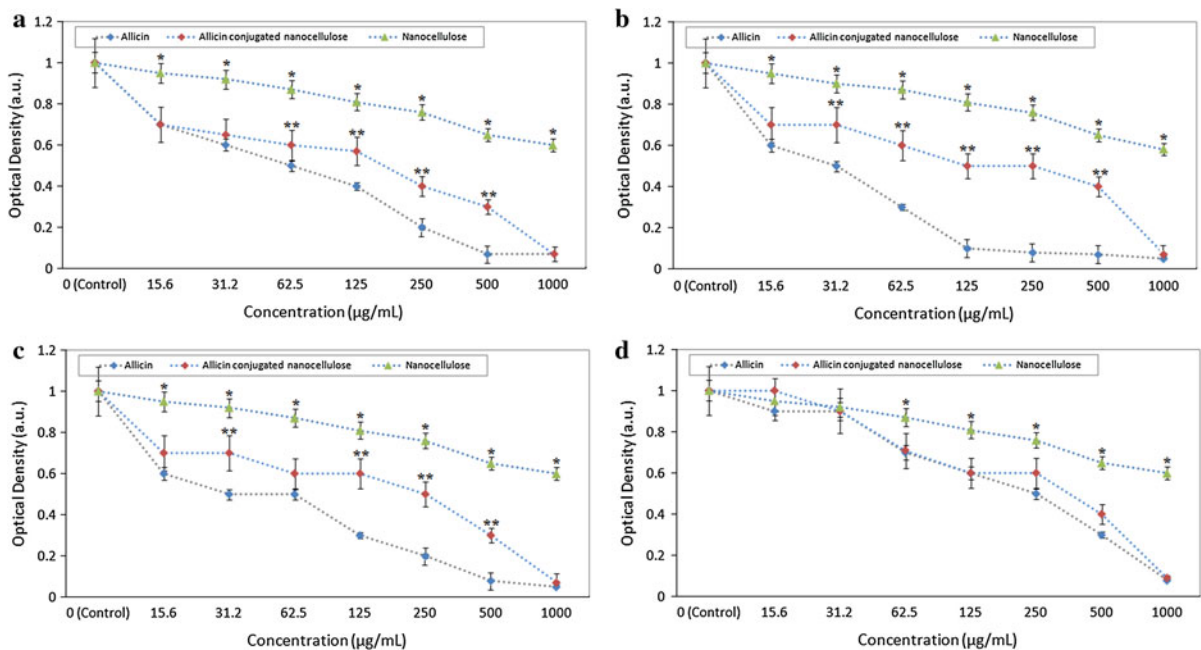 a
1.2
Allicin Allicin conjugated nanocellulose Nanocellulose
1
0.8
0.6
0.4
0.2
0
Optical Density (a.u.)
* * * * * * *
** ** ** **
0 (Control) 15.6 31.2 62.5 125 250 500 1000
Concentration (µg/mL)
b
1.2
Allicin Allicin conjugated nanocellulose Nanocellulose
1
0.8
0.6
0.4
0.2
0
Optical Density (a.u.)
* * * * * * *
** ** ** ** **
0 (Control) 15.6 31.2 62.5 125 250 500 1000
Concentration (µg/mL)
c
1.2
Allicin Allicin conjugated nanocellulose Nanocellulose
1
0.8
0.6
0.4
0.2
0
Optical Density (a.u.)
* * * * * * *
** ** ** **
0 (Control) 15.6 31.2 62.5 125 250 500 1000
Concentration (µg/mL)
d
1.2
Allicin Allicin conjugated nanocellulose Nanocellulose
1
0.8
0.6
0.4
0.2
0
Optical Density (a.u.)
* * * * *
0 (Control) 15.6 31.2 62.5 125 250 500 1000
Concentration (µg/mL)